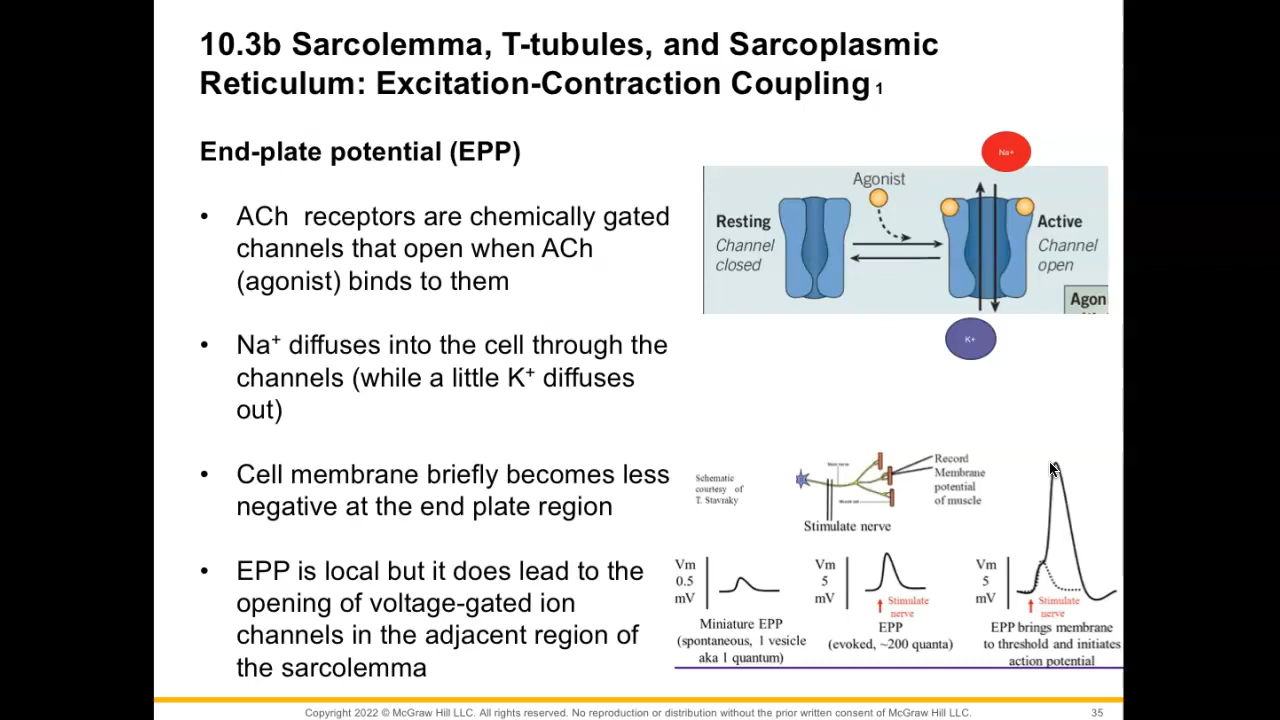 10.3b Sarcolemma, T-tubules, and Sarcoplasmic
Reticulum: Excitation-Contraction Coupling 1
End-plate potential (EPP)
• ACh receptors are chemically gated
channels that open when ACh
(agonist) binds to them
• Na+ diffuses into the cell through the
channels (while a little K+ diffuses
out)
• Cell membrane briefly becomes less
negative at the end plate region
• EPP is local but it does lead to the
opening of voltage-gated ion
channels in the adjacent region of
the sarcolemma
Na+
Agonist
Resting
Channel
closed
Active
Channel
open
Agon
K+
Schematic
courtesy of
T. Stavraky
Record
Membrane
potential
of muscle
Stimulate nerve
Vm
0.5
mV
Miniature EPP
(spontaneous, 1 vesicle
aka 1 quantum)
Vm
5
mV
Stimulate
nerve
EPP
(evoked, ~200 quanta)
Vm
5
mV
Stimulate
nerve
EPP brings membrane
to threshold and initiates
action potential
Copyright 2022 © McGraw Hill LLC. All rights reserved. No reproduction or distribution without the prior written consent of McGraw Hill LLC.
35